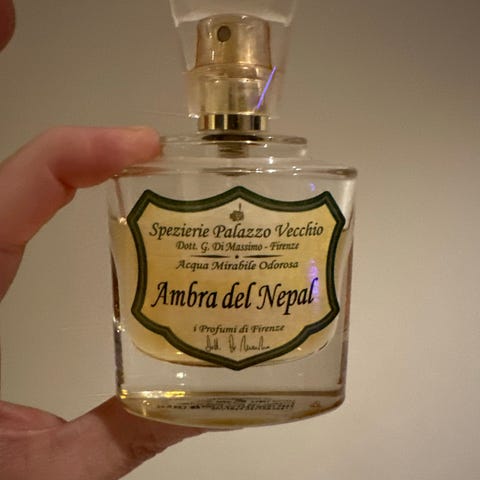 Spezierie Palazzo Vecchio
Dott. G. Di Massimo - Firenze
Acqua Mirabile Odorosa
Ambra del Nepal
i Profumi di Firenze